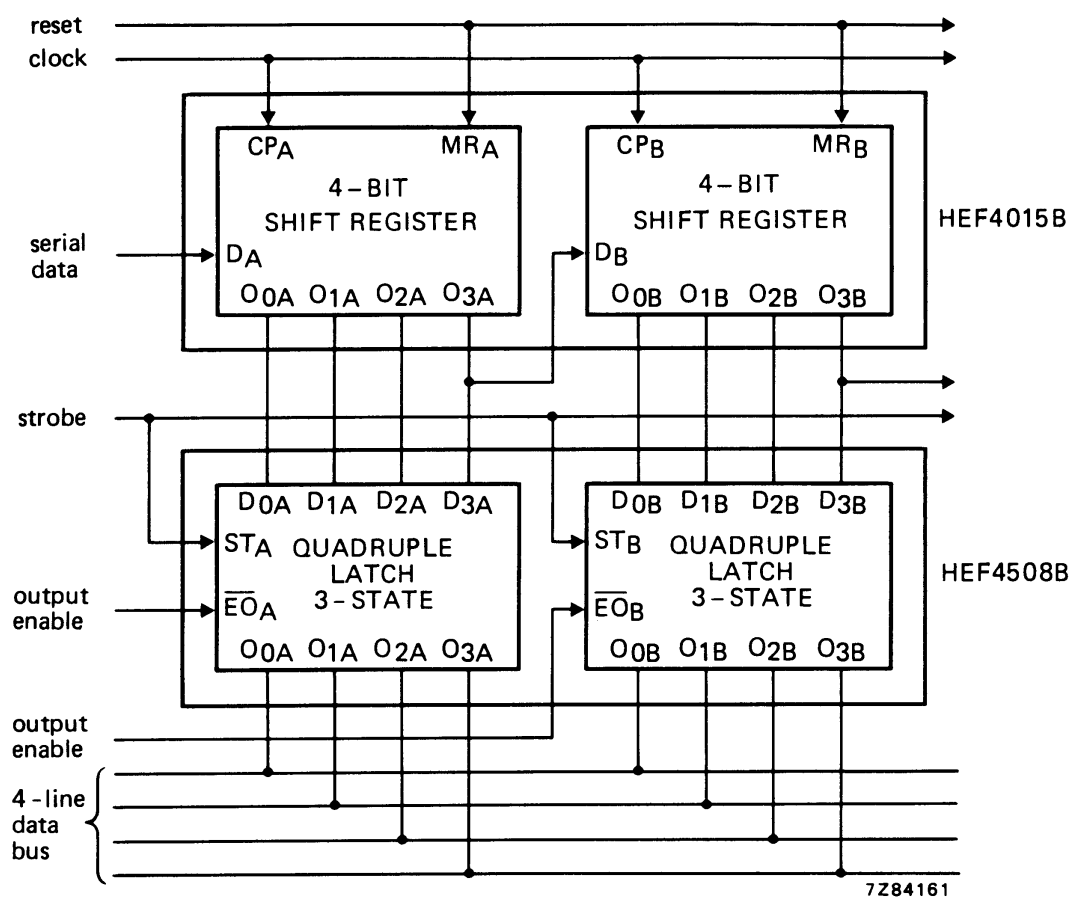 reset
clock
CPA MRA
4-BIT
SHIFT REGISTER
serial
data
DA
O0A O1A O2A O3A
CPB MRB
4-BIT
SHIFT REGISTER
DB
O0B O1B O2B O3B
HEF4015B
strobe
D0A D1A D2A D3A
STA QUADRUPLE
LATCH
3-STATE
output
enable
E̅O̅A
O0A O1A O2A O3A
D0B D1B D2B D3B
STB QUADRUPLE
LATCH
3-STATE
E̅O̅B
O0B O1B O2B O3B
HEF4508B
output
enable
4-line
data
bus
7Z84161